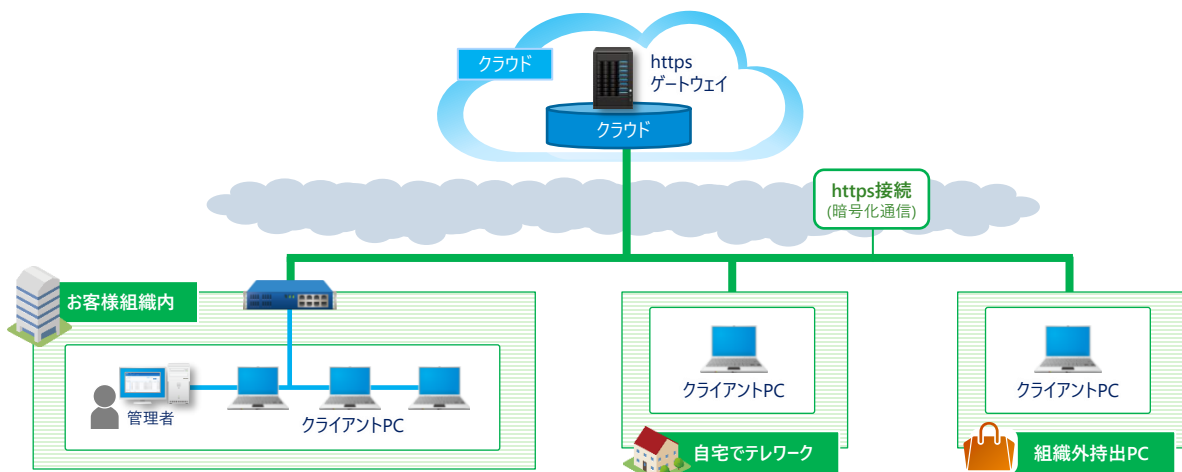 クラウド
https
ゲートウェイ
クラウド
https接続
(暗号化通信)
お客様組織内
管理者
クライアントPC
クライアントPC
自宅でテレワーク
クライアントPC
組織外持出PC